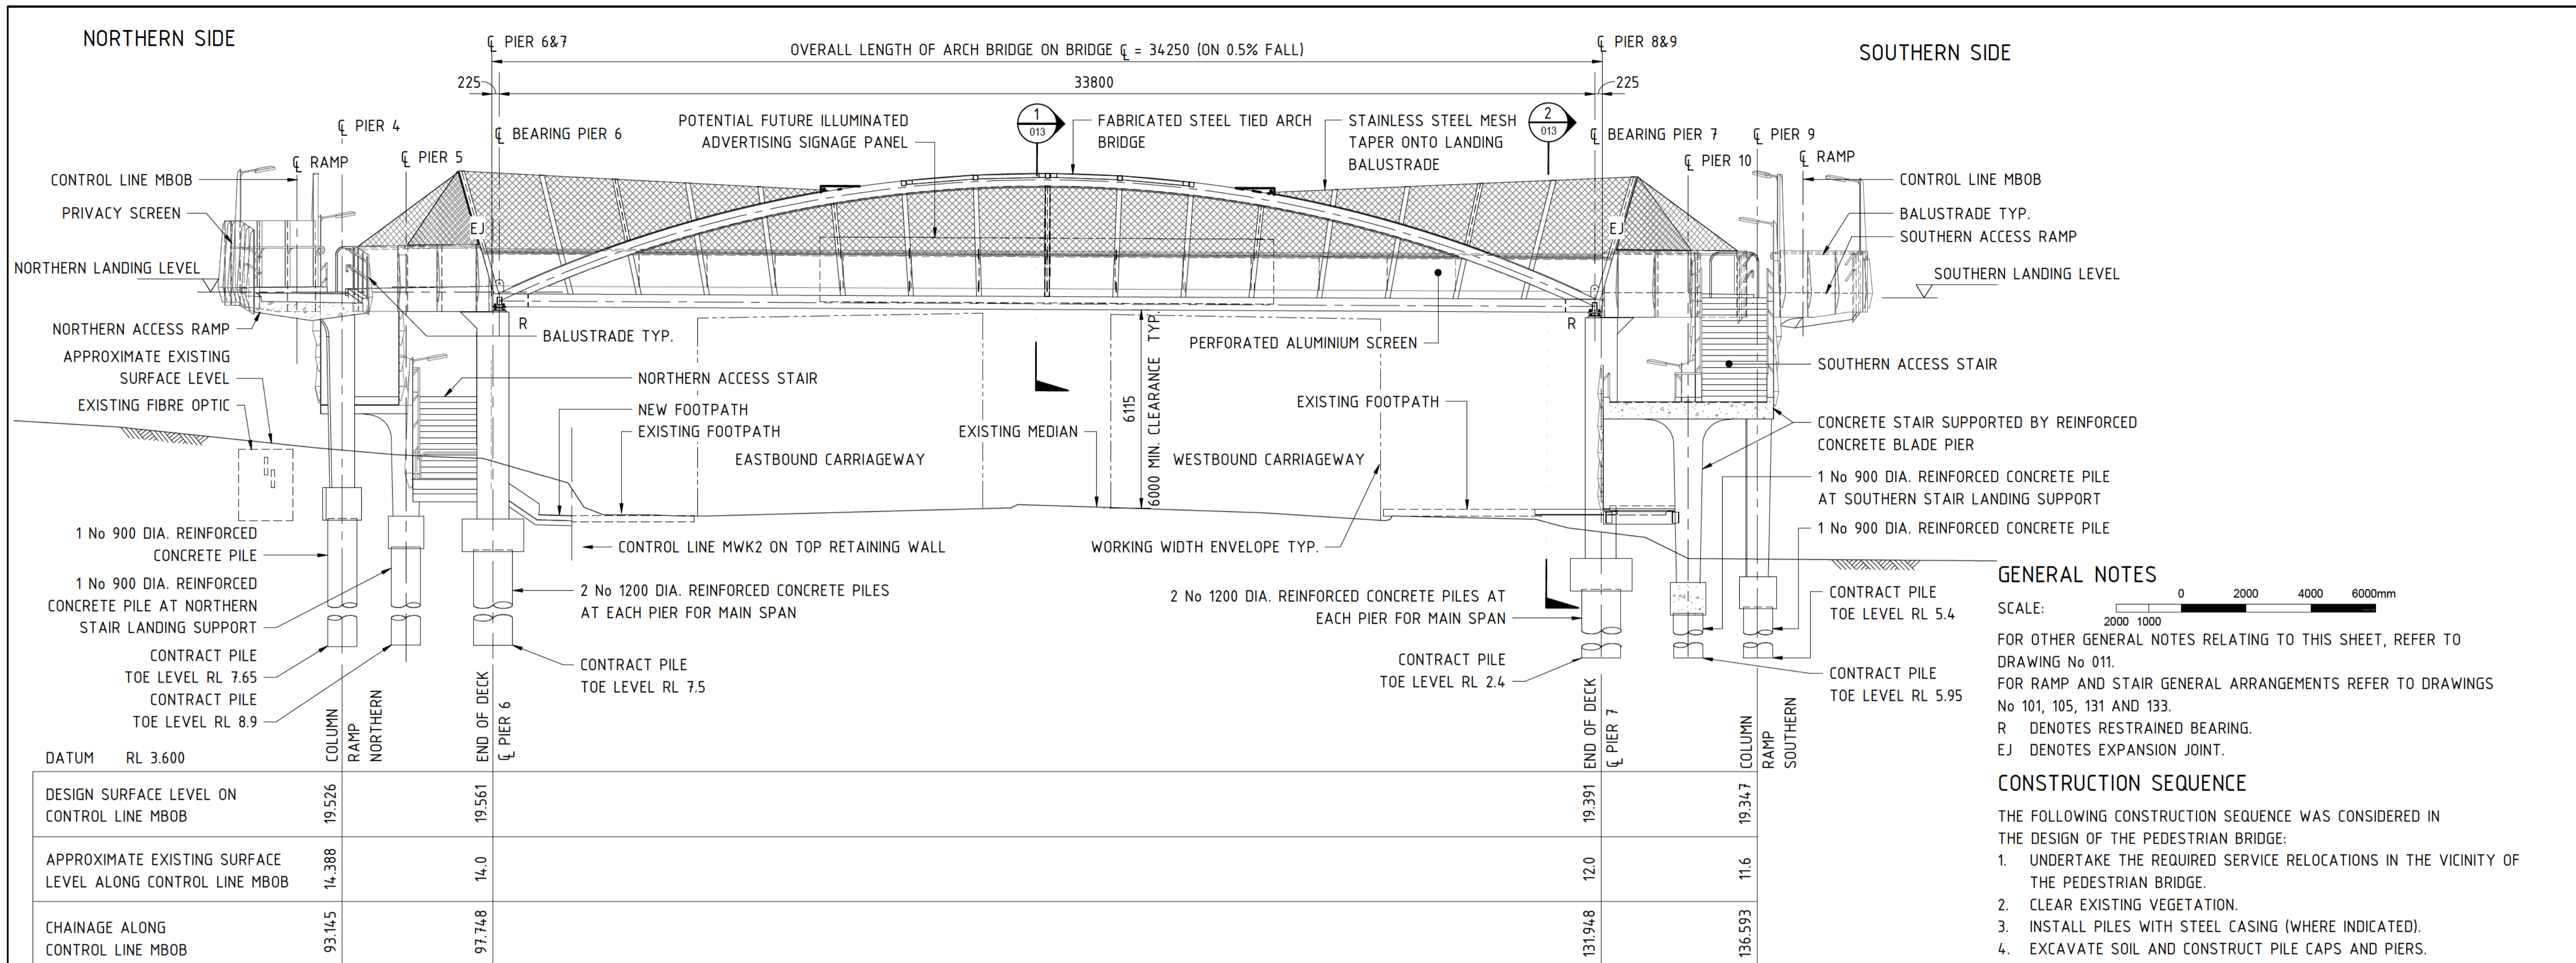 NORTHERN SIDE
℄ PIER 6&7
OVERALL LENGTH OF ARCH BRIDGE ON BRIDGE ℄ = 34250 (ON 0.5% FALL)
℄ PIER 8&9
SOUTHERN SIDE
225
33800
225
℄ PIER 4
℄ BEARING PIER 6
POTENTIAL FUTURE ILLUMINATED
ADVERTISING SIGNAGE PANEL
1
013
FABRICATED STEEL TIED ARCH
BRIDGE
STAINLESS STEEL MESH
TAPER ONTO LANDING
BALUSTRADE
2
013
℄ BEARING PIER 7
℄ PIER 9
℄ RAMP
℄ PIER 5
℄ PIER 10
℄ RAMP
CONTROL LINE MBOB
PRIVACY SCREEN
NORTHERN LANDING LEVEL
NORTHERN ACCESS RAMP
APPROXIMATE EXISTING
SURFACE LEVEL
EXISTING FIBRE OPTIC
EJ
EJ
CONTROL LINE MBOB
BALUSTRADE TYP.
SOUTHERN ACCESS RAMP
SOUTHERN LANDING LEVEL
R
R
BALUSTRADE TYP.
PERFORATED ALUMINIUM SCREEN
NORTHERN ACCESS STAIR
NEW FOOTPATH
EXISTING FOOTPATH
EXISTING MEDIAN
6115
6000 MIN. CLEARANCE TYP.
EXISTING FOOTPATH
EASTBOUND CARRIAGEWAY
WESTBOUND CARRIAGEWAY
SOUTHERN ACCESS STAIR
CONCRETE STAIR SUPPORTED BY REINFORCED
CONCRETE BLADE PIER
1 No 900 DIA. REINFORCED CONCRETE PILE
AT SOUTHERN STAIR LANDING SUPPORT
1 No 900 DIA. REINFORCED CONCRETE PILE
1 No 900 DIA. REINFORCED
CONCRETE PILE
1 No 900 DIA. REINFORCED
CONCRETE PILE AT NORTHERN
STAIR LANDING SUPPORT
CONTRACT PILE
TOE LEVEL RL 7.65
CONTRACT PILE
TOE LEVEL RL 8.9
CONTROL LINE MWK2 ON TOP RETAINING WALL
WORKING WIDTH ENVELOPE TYP.
2 No 1200 DIA. REINFORCED CONCRETE PILES
AT EACH PIER FOR MAIN SPAN
2 No 1200 DIA. REINFORCED CONCRETE PILES AT
EACH PIER FOR MAIN SPAN
CONTRACT PILE
TOE LEVEL RL 7.5
CONTRACT PILE
TOE LEVEL RL 2.4
CONTRACT PILE
TOE LEVEL RL 5.4
CONTRACT PILE
TOE LEVEL RL 5.95
COLUMN
RAMP
NORTHERN
END OF DECK
℄ PIER 6
END OF DECK
℄ PIER 7
COLUMN
RAMP
SOUTHERN
DATUM RL 3.600
DESIGN SURFACE LEVEL ON
CONTROL LINE MBOB
19.526
19.561
19.391
19.347
APPROXIMATE EXISTING SURFACE
LEVEL ALONG CONTROL LINE MBOB
14.388
14.0
12.0
11.6
CHAINAGE ALONG
CONTROL LINE MBOB
93.145
97.748
131.948
136.593
GENERAL NOTES
SCALE:
0 2000 4000 6000mm
2000 1000
FOR OTHER GENERAL NOTES RELATING TO THIS SHEET, REFER TO
DRAWING No 011.
FOR RAMP AND STAIR GENERAL ARRANGEMENTS REFER TO DRAWINGS
No 101, 105, 131 AND 133.
R DENOTES RESTRAINED BEARING.
EJ DENOTES EXPANSION JOINT.
CONSTRUCTION SEQUENCE
THE FOLLOWING CONSTRUCTION SEQUENCE WAS CONSIDERED IN
THE DESIGN OF THE PEDESTRIAN BRIDGE:
1. UNDERTAKE THE REQUIRED SERVICE RELOCATIONS IN THE VICINITY OF
THE PEDESTRIAN BRIDGE.
2. CLEAR EXISTING VEGETATION.
3. INSTALL PILES WITH STEEL CASING (WHERE INDICATED).
4. EXCAVATE SOIL AND CONSTRUCT PILE CAPS AND PIERS.